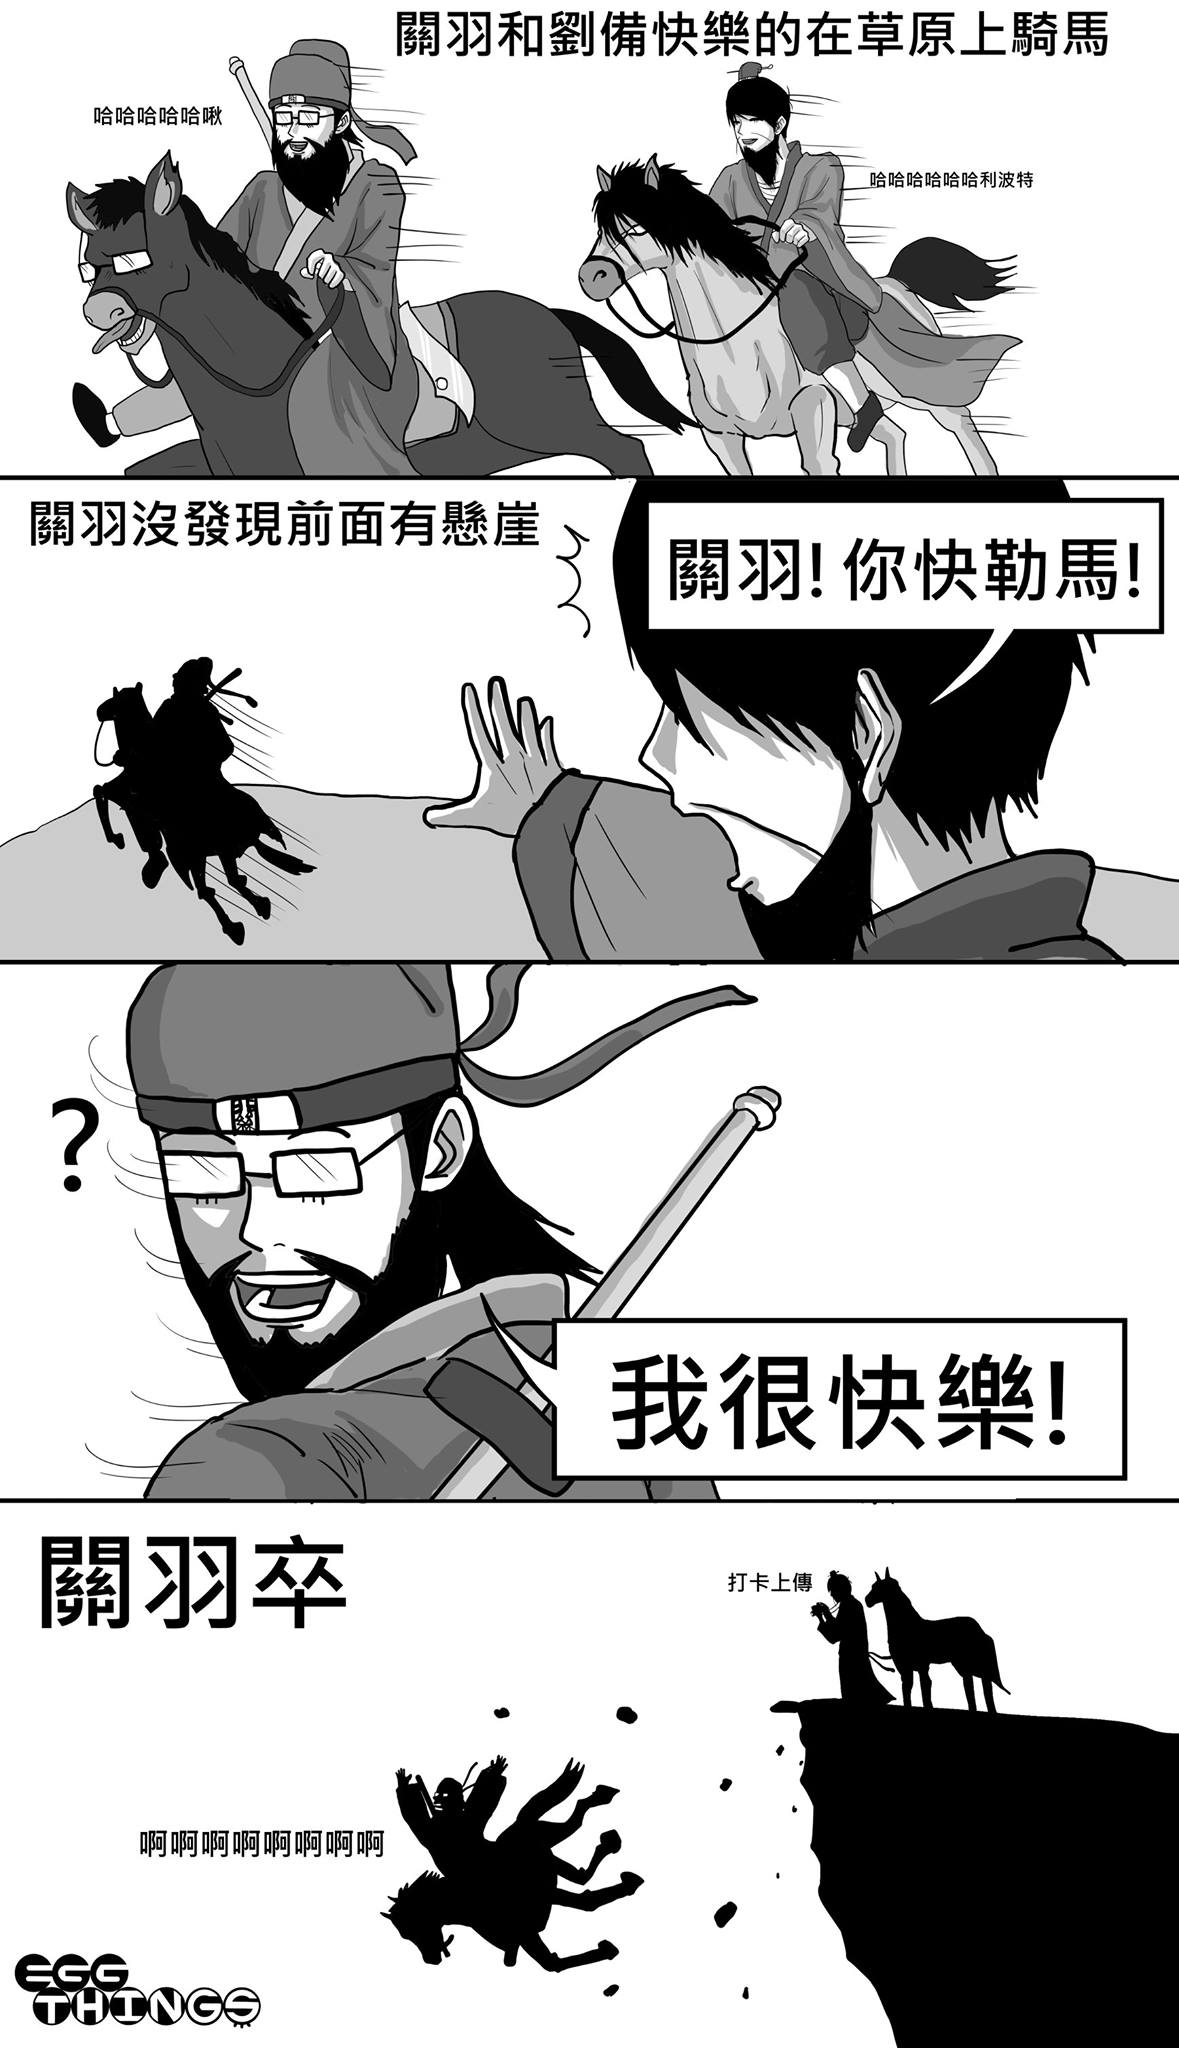 關羽和劉備快樂的在草原上騎馬
哈哈哈哈哈啾
哈哈哈哈哈哈利波特
關羽沒發現前面有懸崖
關羽! 你快勒馬!
?
我很快樂!
關羽卒
打卡上傳
啊啊啊啊啊啊啊啊
EGG
THINGS